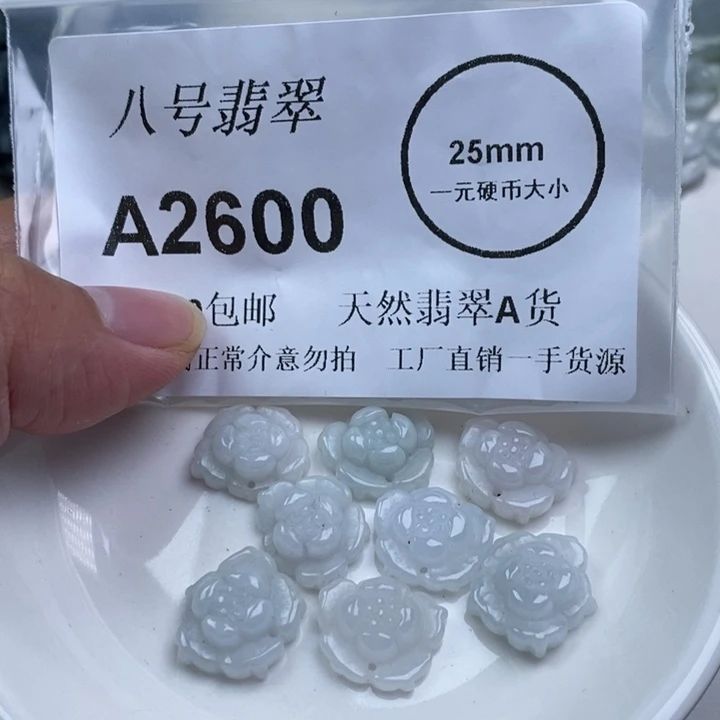 八号翡翠
25mm
一元硬币大小
A2600
包邮 天然翡翠A货
正常介意勿拍 工厂直销一手货源